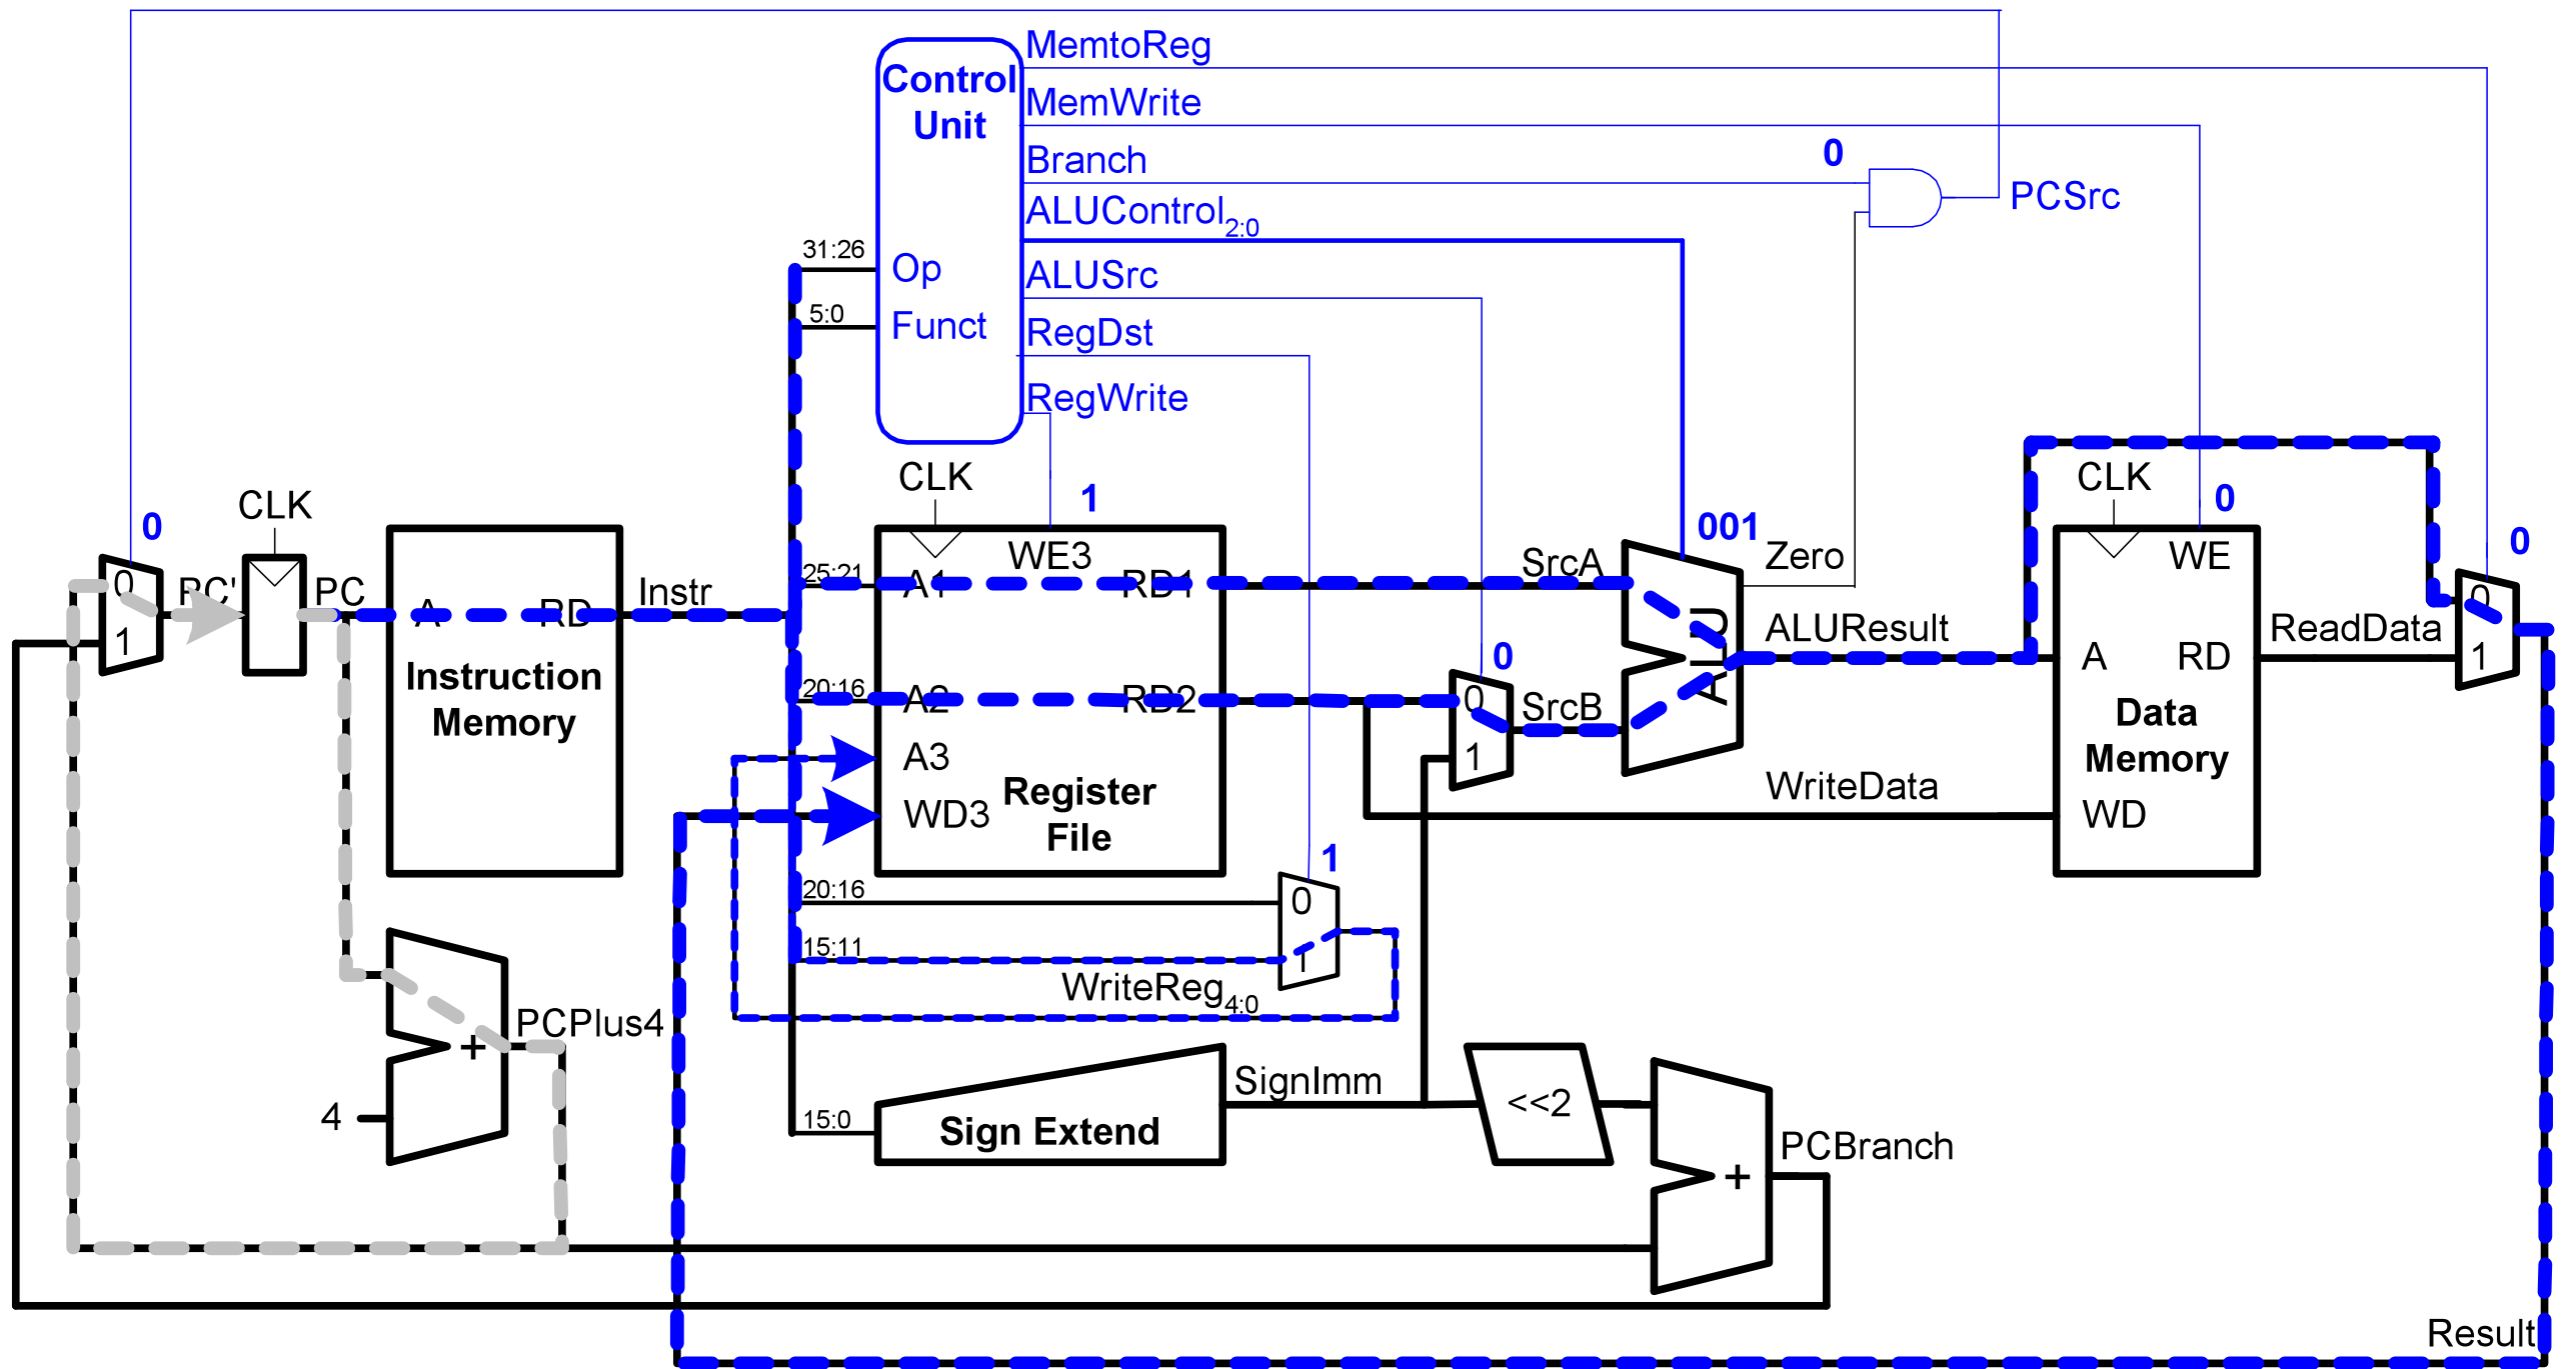 MemtoReg
Control
Unit
MemWrite
Branch
0
ALUControl2:0
PCSrc
31:26
Op
ALUSrc
5:0
Funct
RegDst
RegWrite
CLK
CLK
CLK
0
1
001
0
0
WE3
Zero
WE
0
PC'
PC
A
RD
Instr
25:21
A1
RD1
SrcA
ALU
ALUResult
ReadData
0
1
1
Instruction
Memory
20:16
A2
RD2
0
0
SrcB
1
A
RD
Data
Memory
A3
WD3
Register
File
WriteData
WD
1
20:16
0
15:11
1
WriteReg4:0
PCPlus4
+
4
SignImm
<<2
15:0
Sign Extend
PCBranch
+
Result